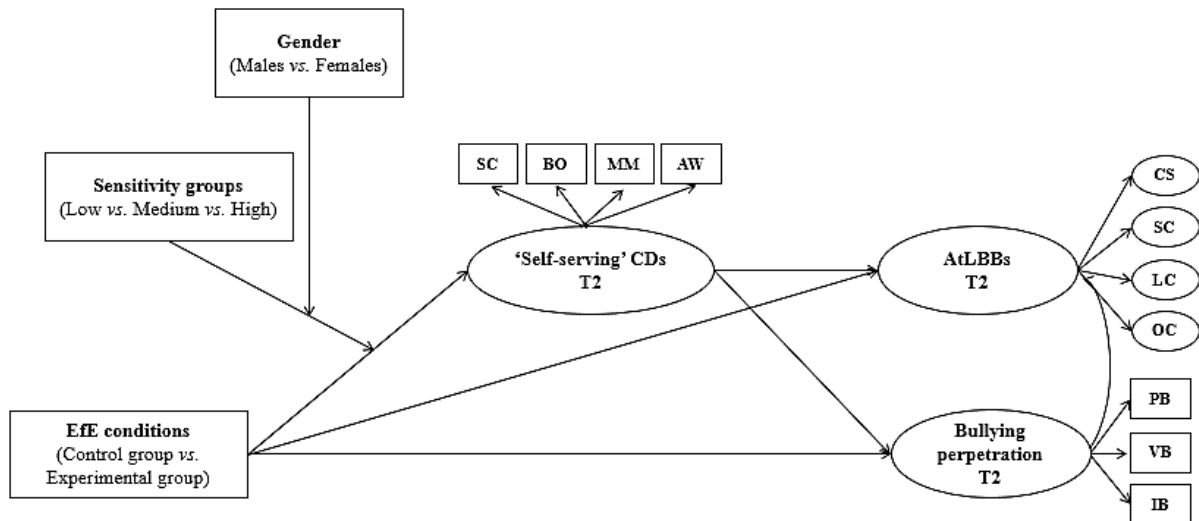 Gender
(Males vs. Females)
Sensitivity groups
(Low vs. Medium vs. High)
SC
BO
MM
AW
‘Self-serving’ CDs
T2
AtLBBs
T2
CS
SC
LC
OC
EfE conditions
(Control group vs.
Experimental group)
Bullying
perpetration
T2
PB
VB
IB